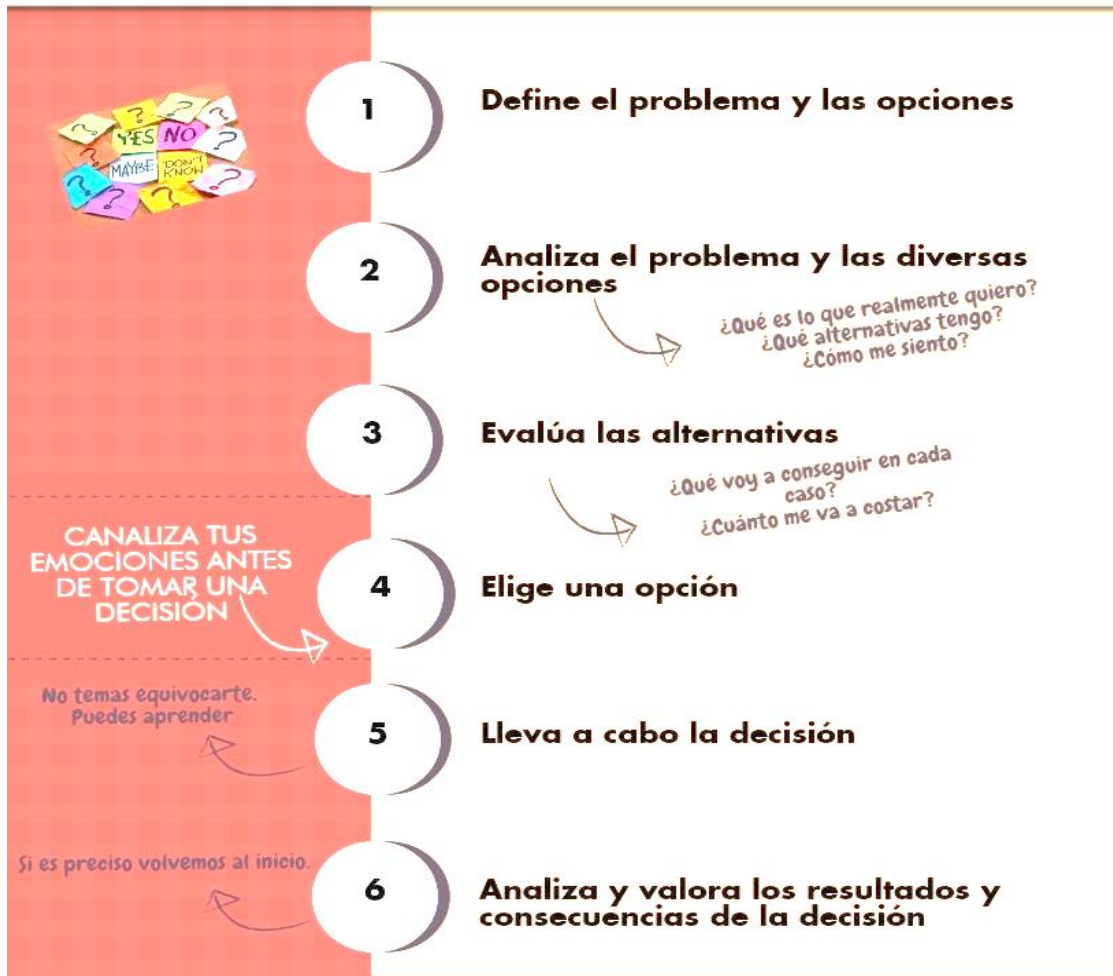 1
Define el problema y las opciones
?
?
?
?
YES
NO
?
?
MAYBE
DON'T
KNOW
?
?
?
?
2
Analiza el problema y las diversas
opciones
¿Qué es lo que realmente quiero?
¿Qué alternativas tengo?
¿Cómo me siento?
3
Evalúa las alternativas
¿Qué voy a conseguir en cada
caso?
¿Cuánto me va a costar?
CANALIZA TUS
EMOCIONES ANTES
DE TOMAR UNA
DECISIÓN
4
Elige una opción
No temas equivocarte.
Puedes aprender
5
Lleva a cabo la decisión
Si es preciso volvemos al inicio.
6
Analiza y valora los resultados y
consecuencias de la decisión